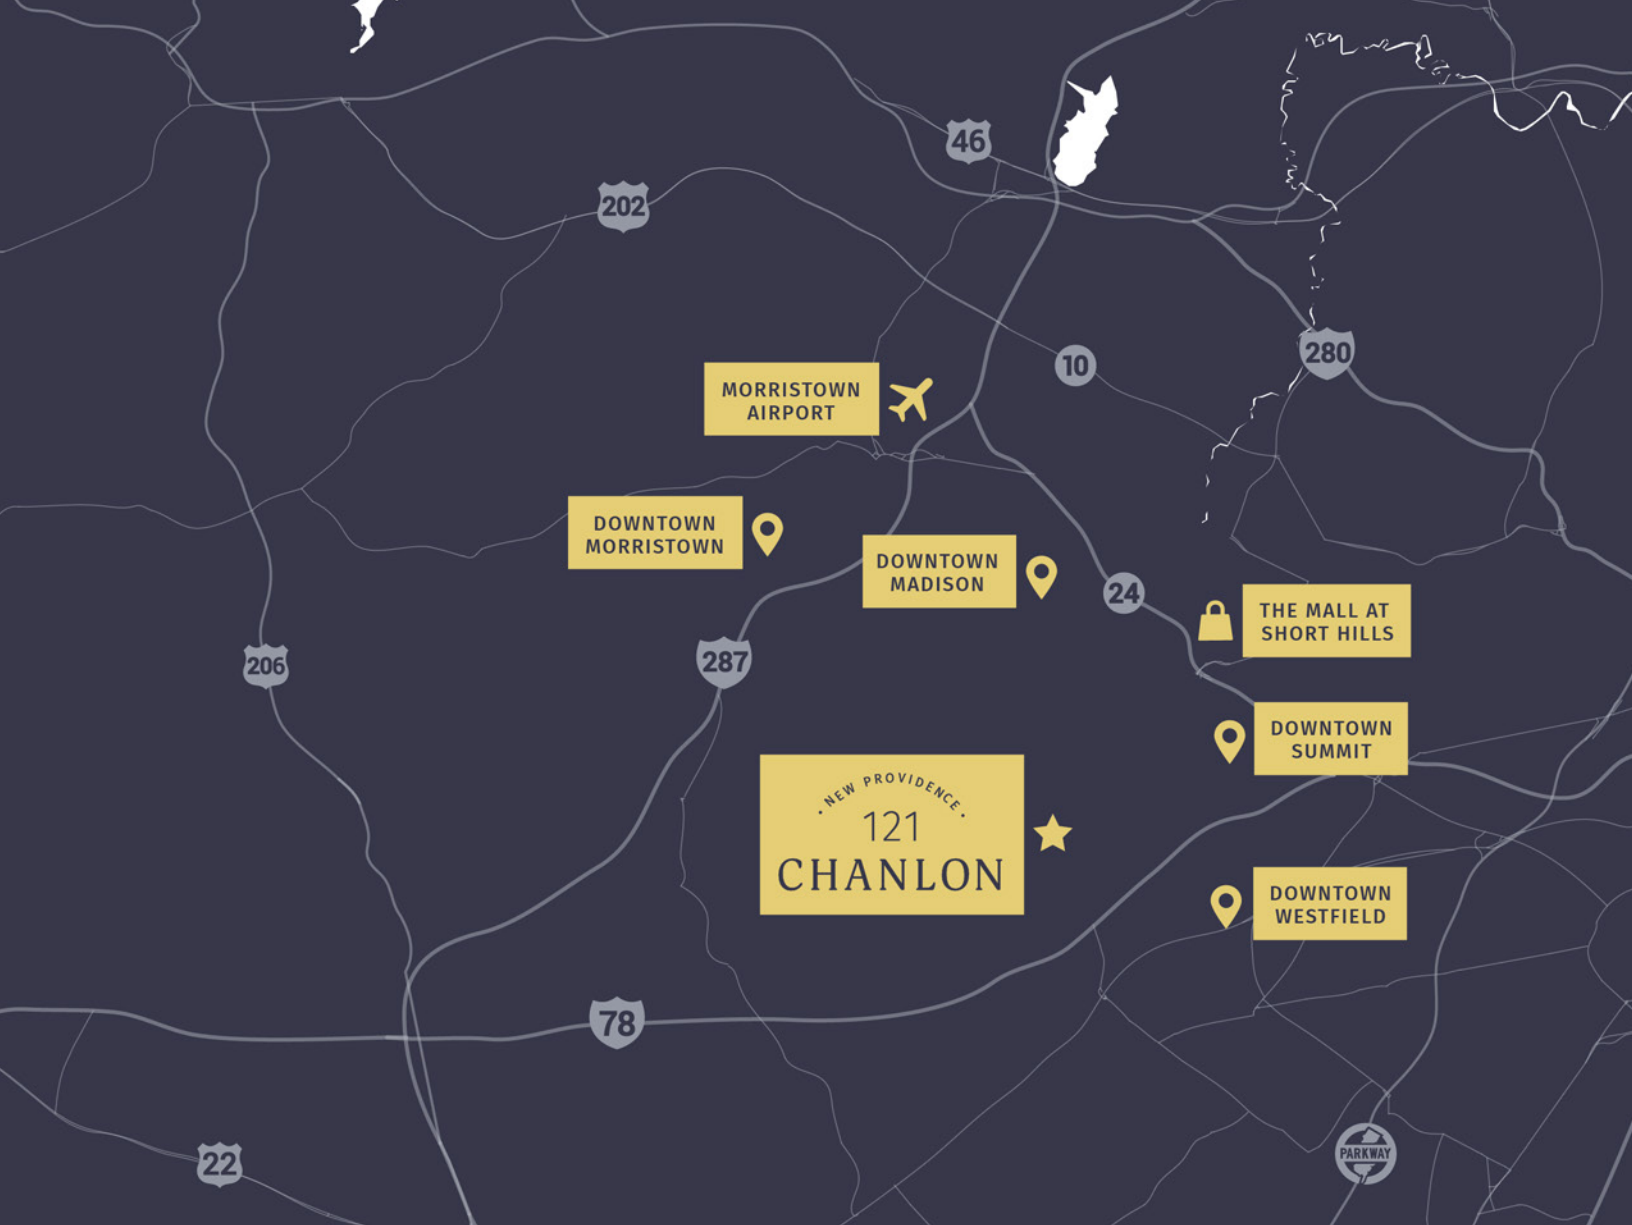 46
202
280
10
MORRISTOWN
AIRPORT
DOWNTOWN
MORRISTOWN
DOWNTOWN
MADISON
24
THE MALL AT
SHORT HILLS
206
287
DOWNTOWN
SUMMIT
• NEW PROVIDENCE •
121
CHANLON
DOWNTOWN
WESTFIELD
78
22
PARKWAY